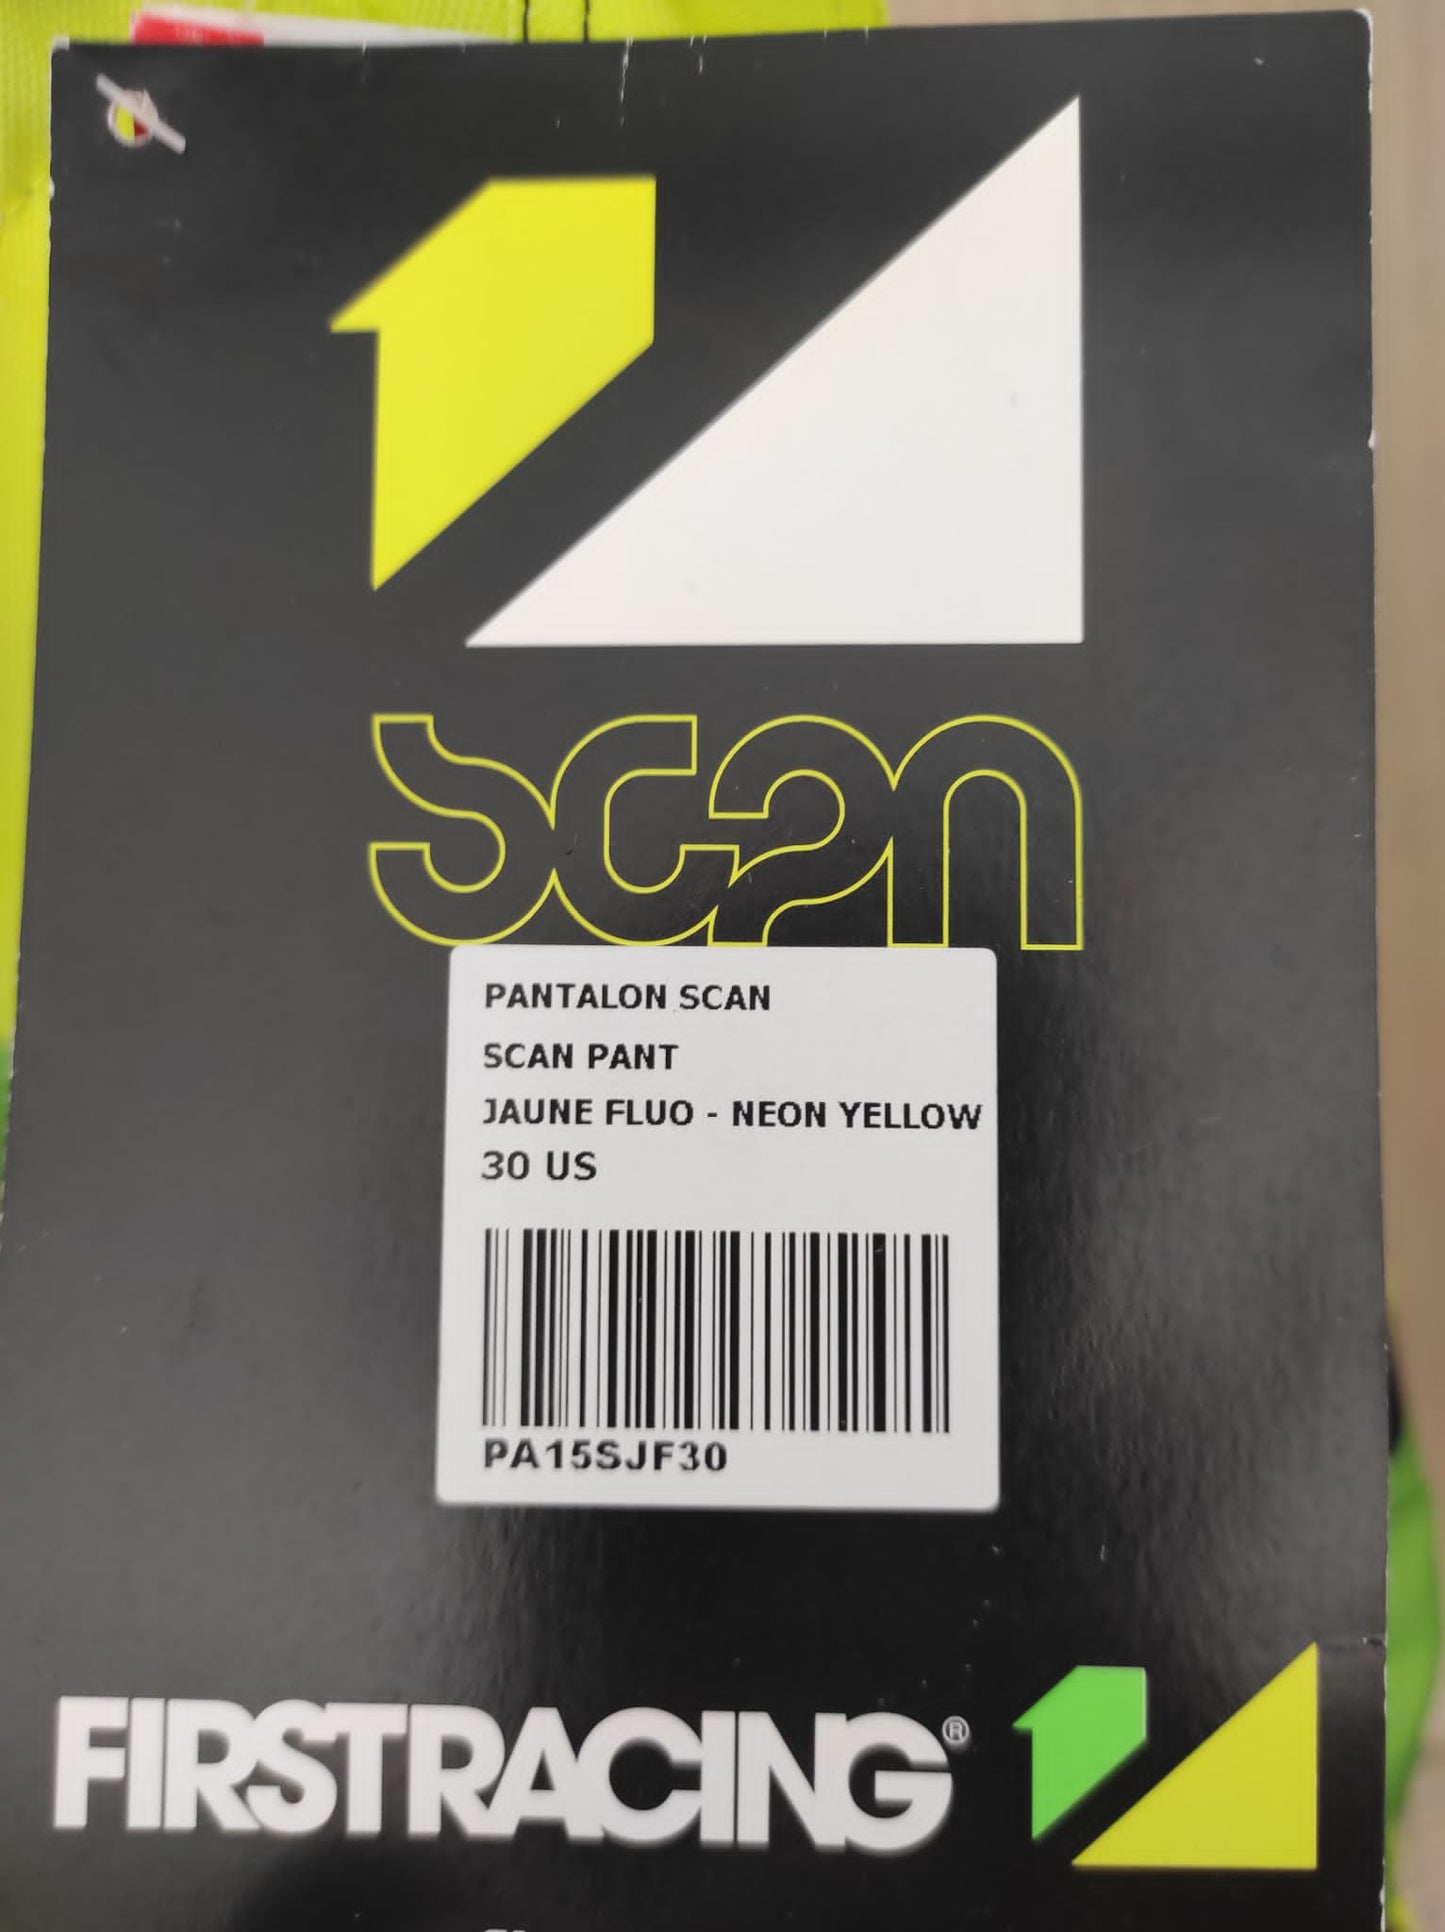 scan
PANTALON SCAN
SCAN PANT
JAUNE FLUO - NEON YELLOW
30 US
PA15SJF30
FIRSTRACING®